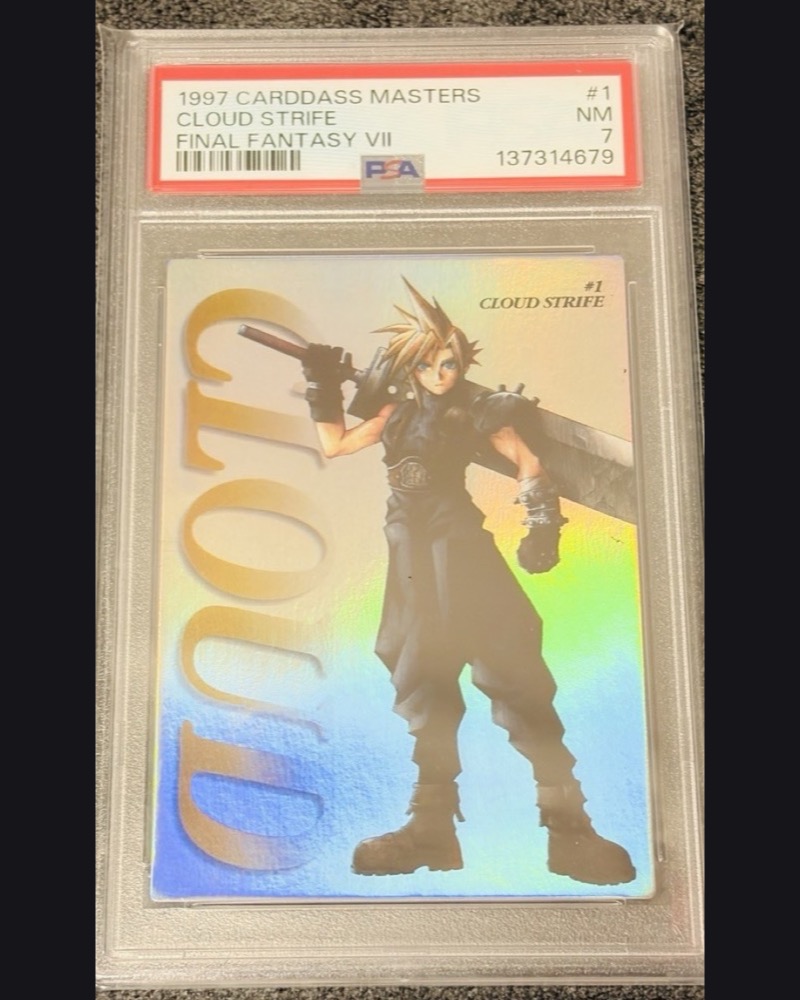 1997 CARDDASS MASTERS #1
CLOUD STRIFE NM
FINAL FANTASY VII 7
PSA 137314679
#1
CLOUD STRIFE
CLOUD